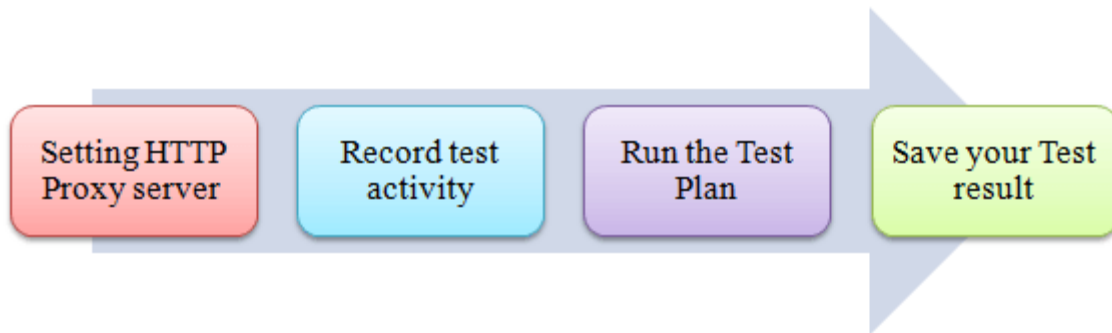 Setting HTTP
Proxy server
Record test
activity
Run the Test
Plan
Save your Test
result